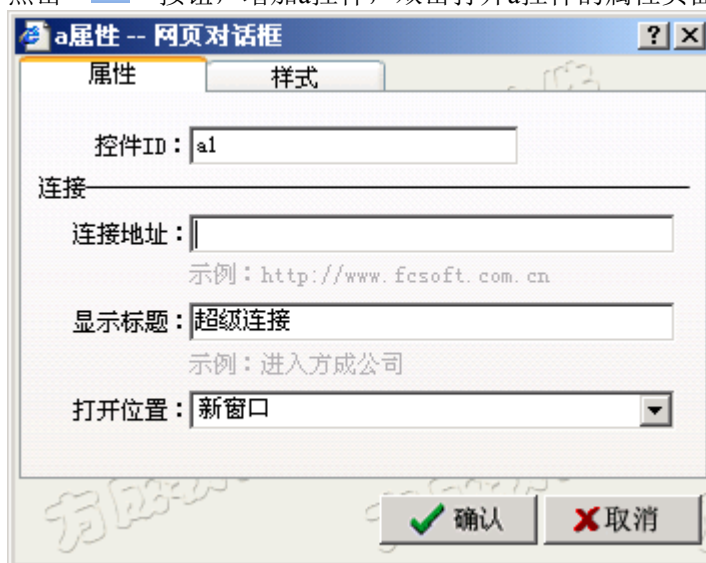 a属性 -- 网页对话框
属性
样式
控件ID：a1
连接
连接地址：
示例：http://www.fcsoft.com.cn
显示标题：超级连接
示例：进入方成公司
打开位置：新窗口
确认
取消